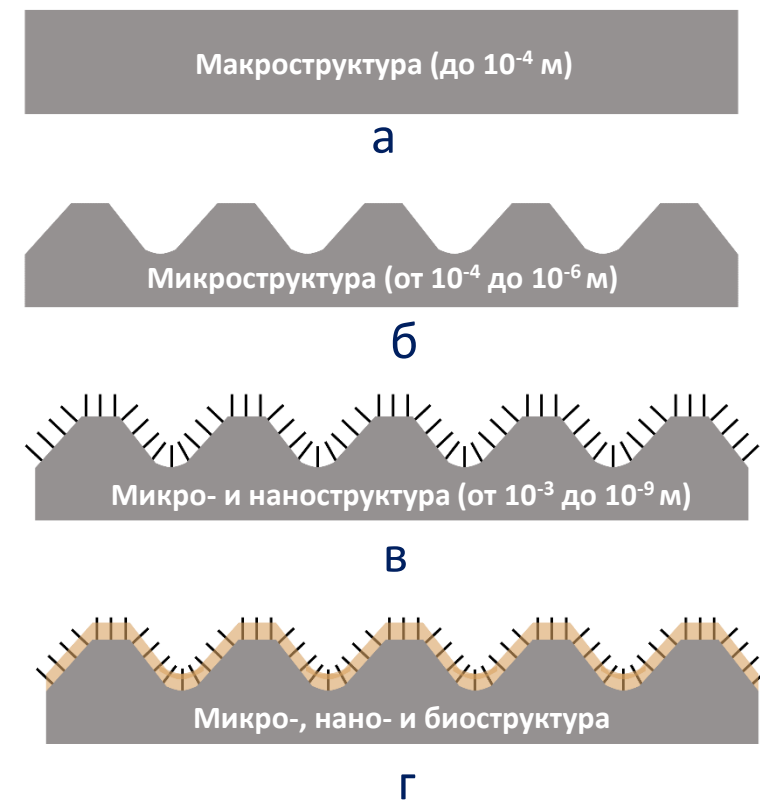 Макроструктура (до 10⁻⁴ м)
а
Микроструктура (от 10⁻⁴ до 10⁻⁶ м)
б
Микро- и наноструктура (от 10⁻³ до 10⁻⁹ м)
в
Микро-, нано- и биоструктура
г